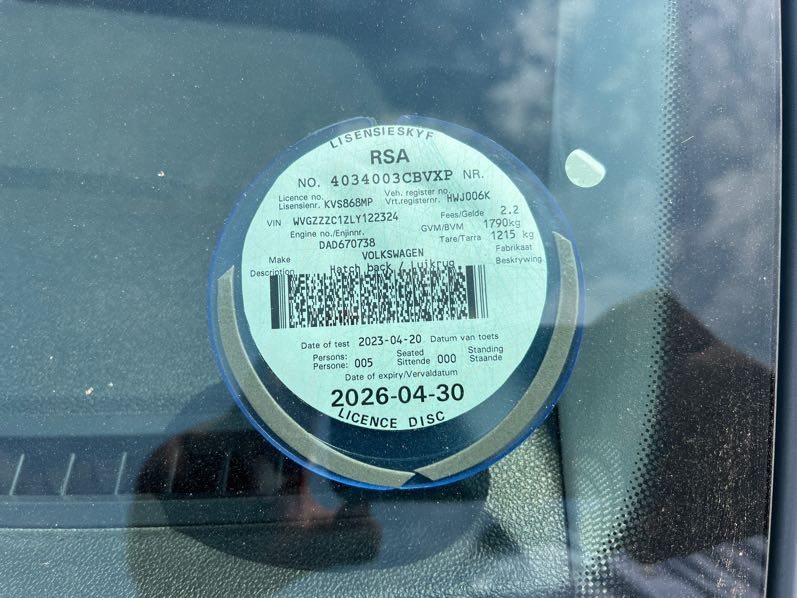 LISENSIESKYF
RSA
NO. 4034003CBVXP NR.
Licence no. Lisensienr. KVS868MP Veh. register no. Vrt.registernr. HWJ006K
VIN WVGZZZC1ZLY122324 Fees/Gelde 2.2
Engine no./Enjinnr. DAD670738 GVM/BVM 1790kg
Tare/Tarra 1215 kg
Make VOLKSWAGEN Fabrikaat
Description Hatch back / Luikrug Beskrywing
Date of test 2023-04-20 Datum van toets
Persons: Persone: 005 Seated Sittende 000 Standing Staande
Date of expiry/Vervaldatum
2026-04-30
LICENCE DISC